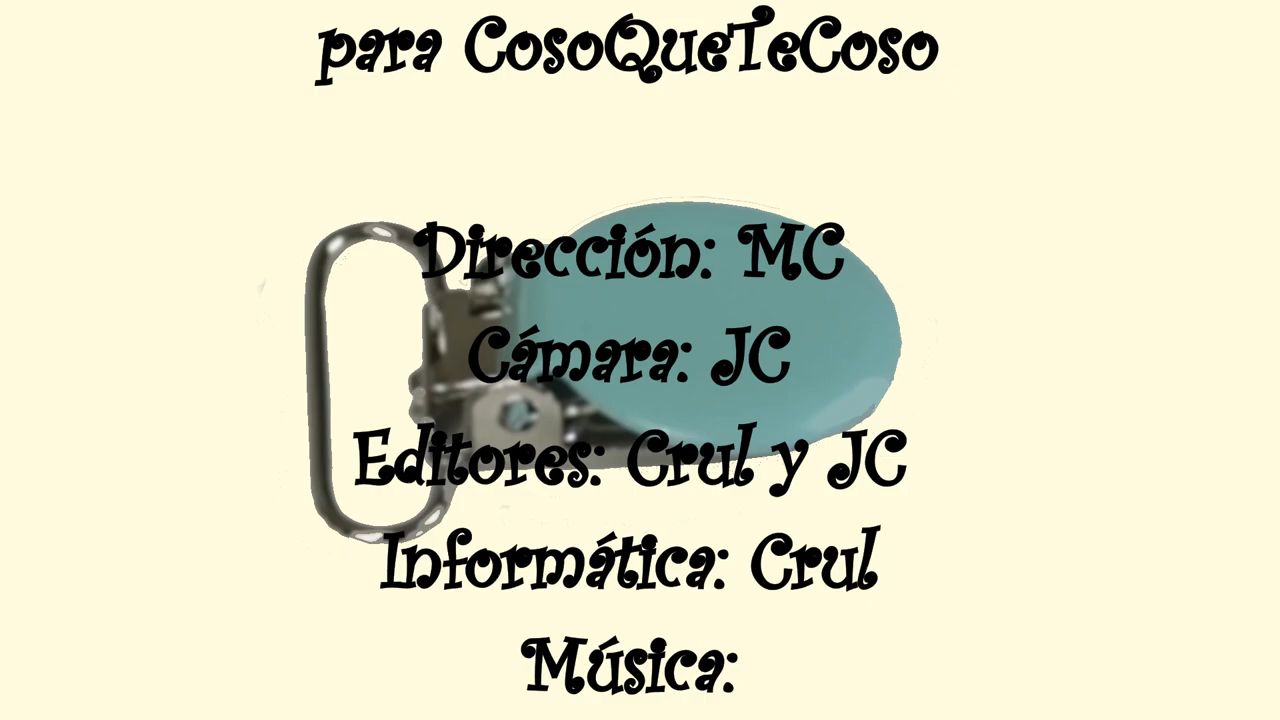 para CosoQueTeCoso
Dirección: MC
Cámara: JC
Editores: Crul y JC
Informática: Crul
Música: